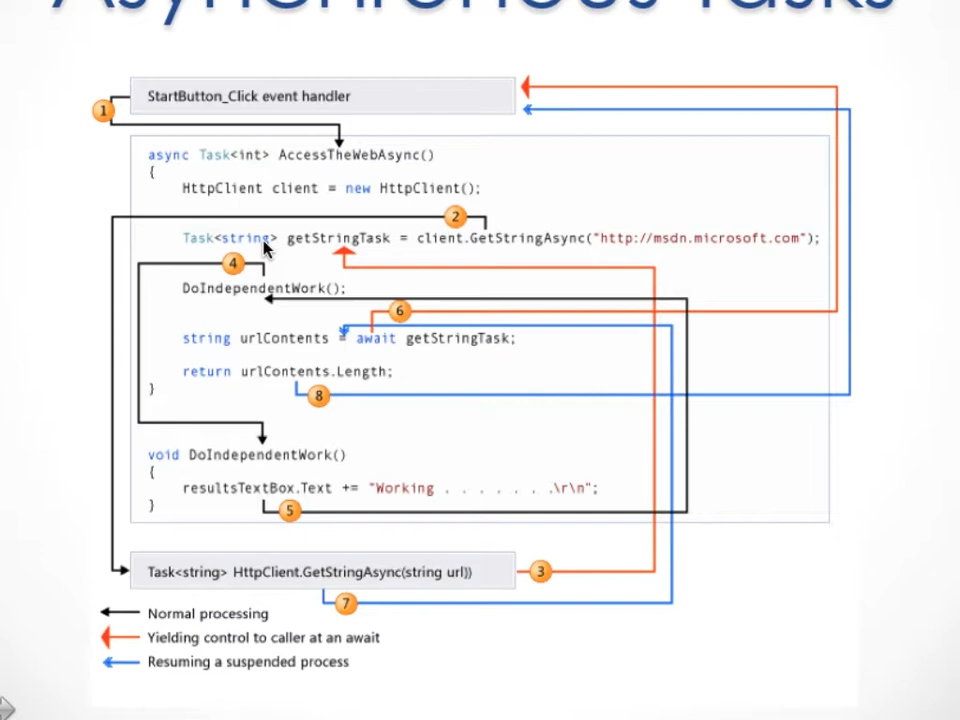 Asynchronous Tasks
StartButton_Click event handler
1
async Task<int> AccessTheWebAsync()
{
HttpClient client = new HttpClient();
2
Task<string> getStringTask = client.GetStringAsync("http://msdn.microsoft.com");
4
DoIndependentWork();
6
string urlContents = await getStringTask;
return urlContents.Length;
}
8
void DoIndependentWork()
{
resultsTextBox.Text += "Working . . . . . . .\r\n";
}
5
Task<string> HttpClient.GetStringAsync(string url))
3
7
Normal processing
Yielding control to caller at an await
Resuming a suspended process